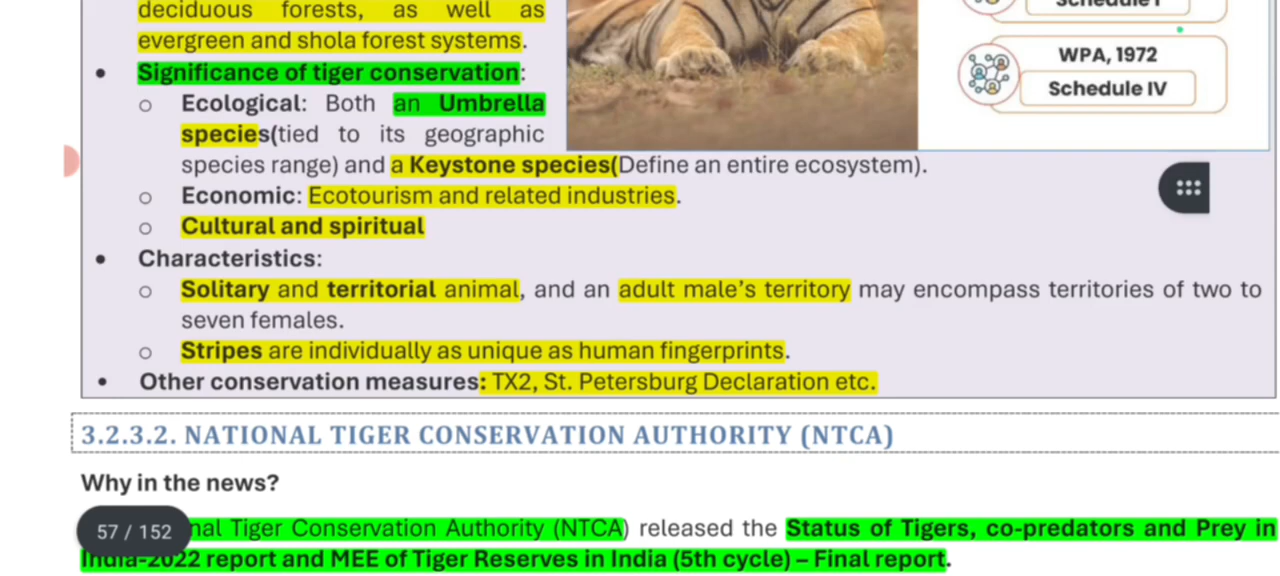 deciduous forests, as well as
evergreen and shola forest systems.
• Significance of tiger conservation:
o Ecological: Both an Umbrella
species(tied to its geographic
species range) and a Keystone species(Define an entire ecosystem).
o Economic: Ecotourism and related industries.
o Cultural and spiritual
• Characteristics:
o Solitary and territorial animal, and an adult male's territory may encompass territories of two to
seven females.
o Stripes are individually as unique as human fingerprints.
• Other conservation measures: TX2, St. Petersburg Declaration etc.
Schedule I
WPA, 1972
Schedule IV
3.2.3.2. NATIONAL TIGER CONSERVATION AUTHORITY (NTCA)
Why in the news?
57 / 152
nal Tiger Conservation Authority (NTCA) released the Status of Tigers, co-predators and Prey in
India-2022 report and MEE of Tiger Reserves in India (5th cycle) – Final report.